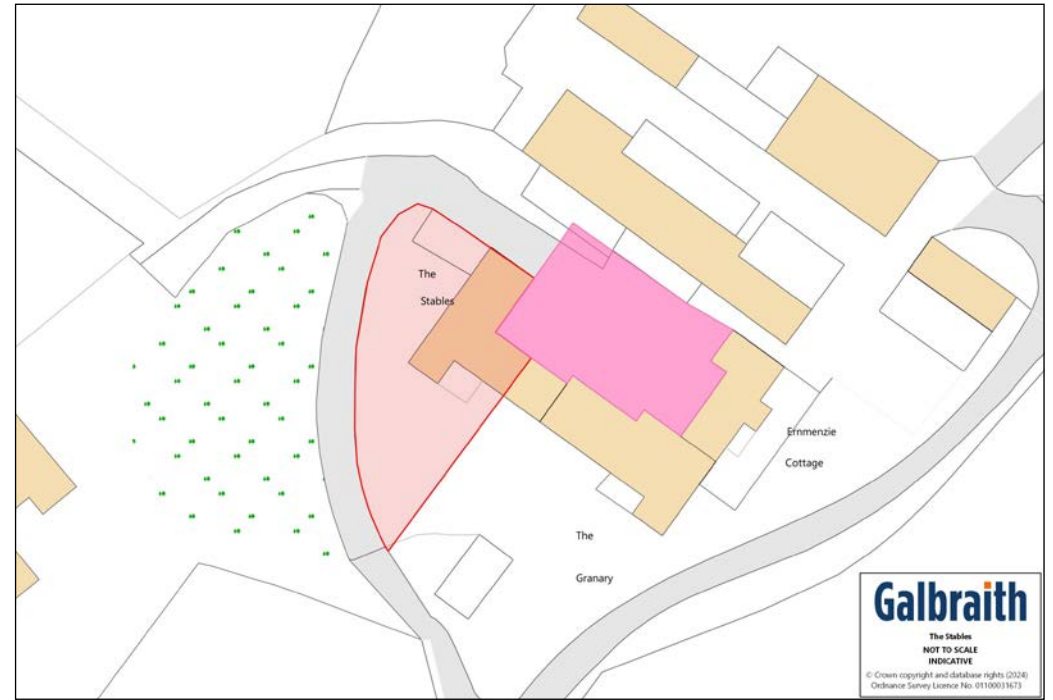 The
Stables
Ernmenzie
Cottage
The
Granary
Galbraith
The Stables
NOT TO SCALE
INDICATIVE
© Crown copyright and database rights (2024)
Ordnance Survey Licence No. 01100031673